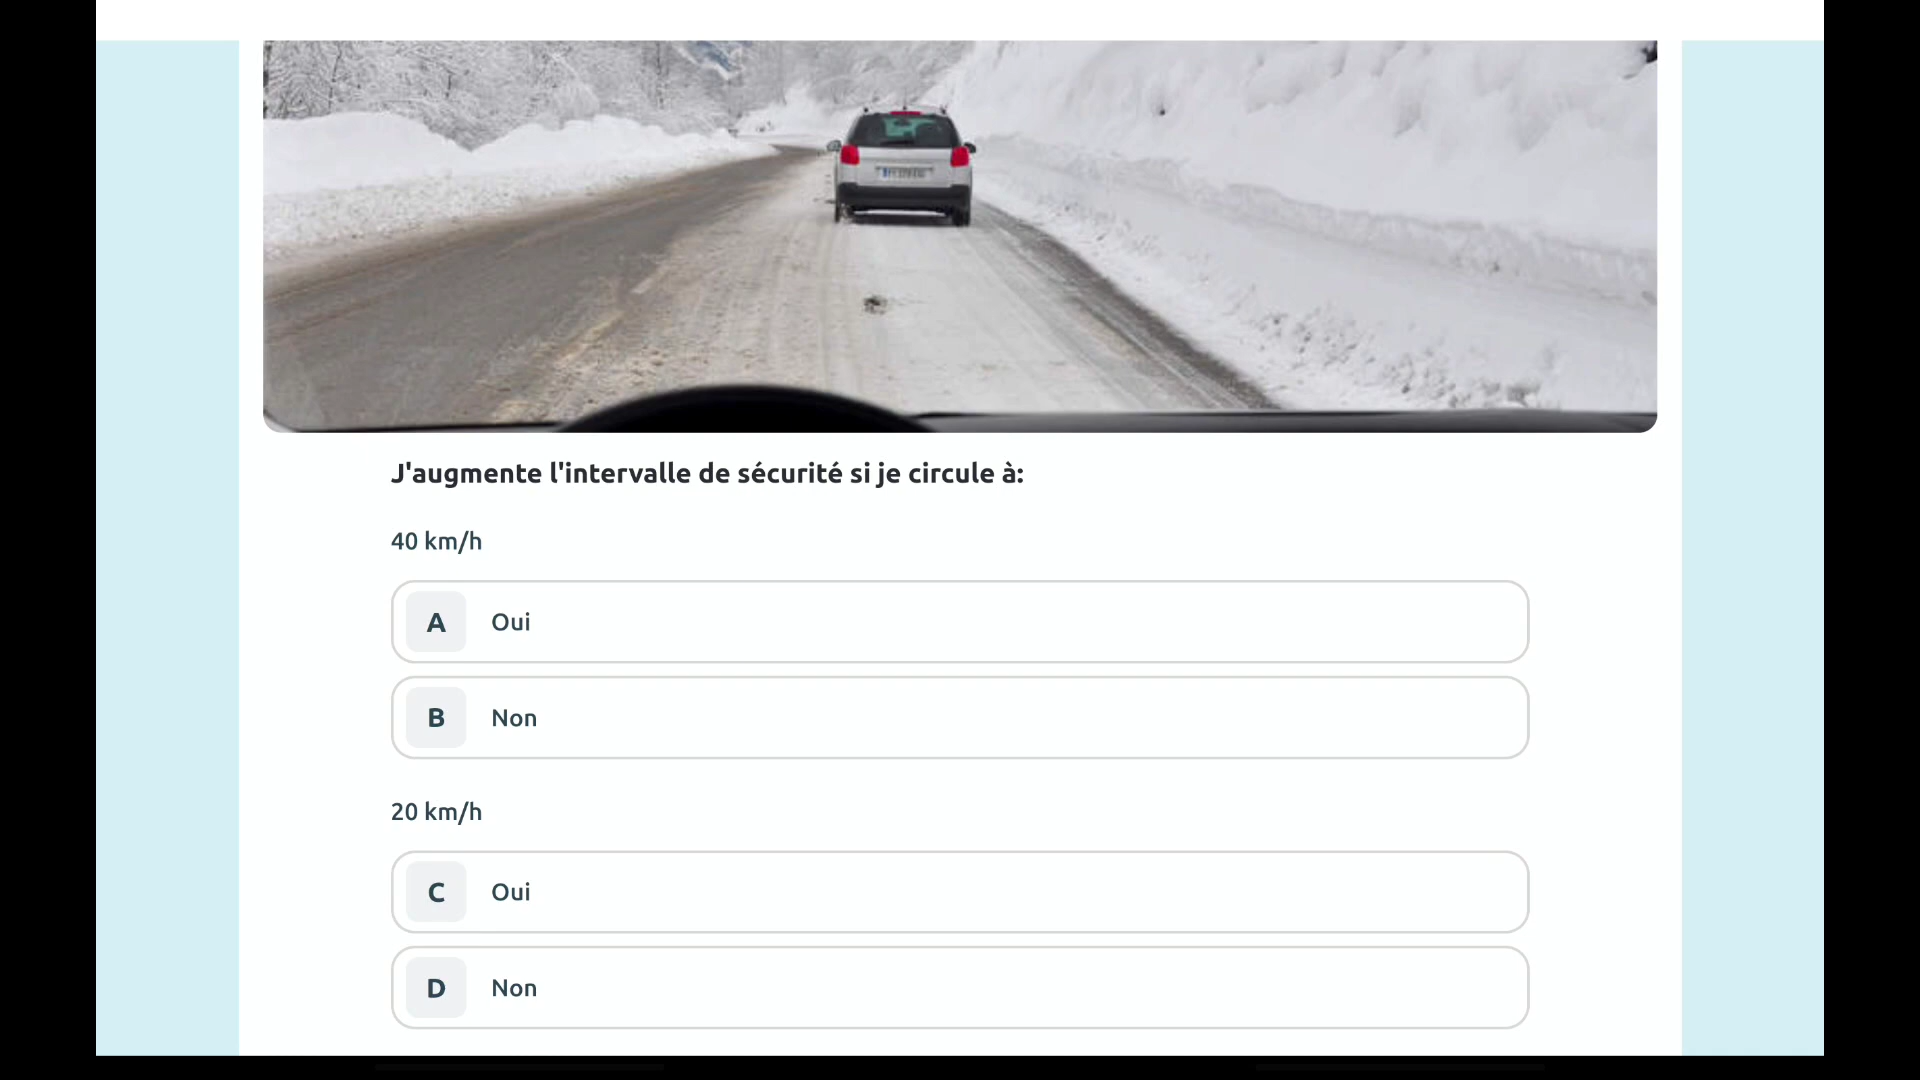 J'augmente l'intervalle de sécurité si je circule à:
40 km/h
A Oui
B Non
20 km/h
C Oui
D Non